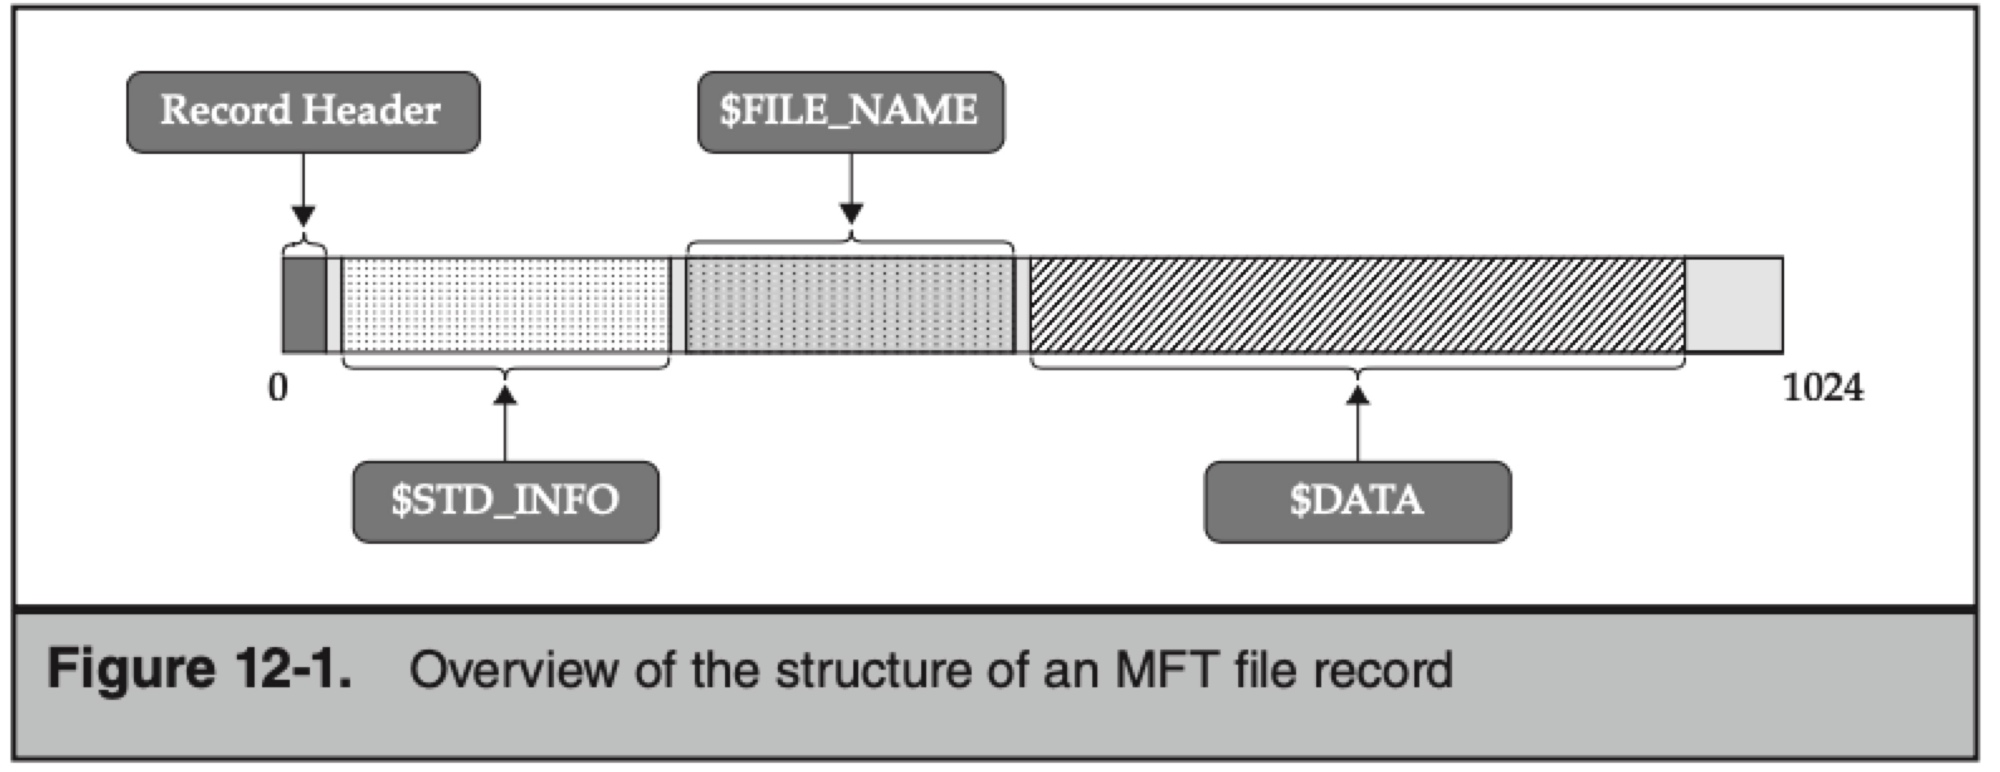 Record Header
$FILE_NAME
0
1024
$STD_INFO
$DATA
Figure 12-1. Overview of the structure of an MFT file record